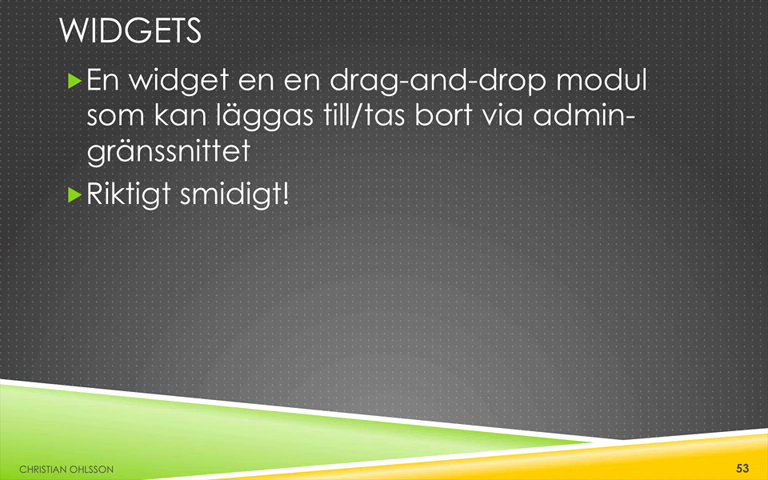 WIDGETS
En widget en en drag-and-drop modul
som kan läggas till/tas bort via admin-
gränssnittet
Riktigt smidigt!
CHRISTIAN OHLSSON
53